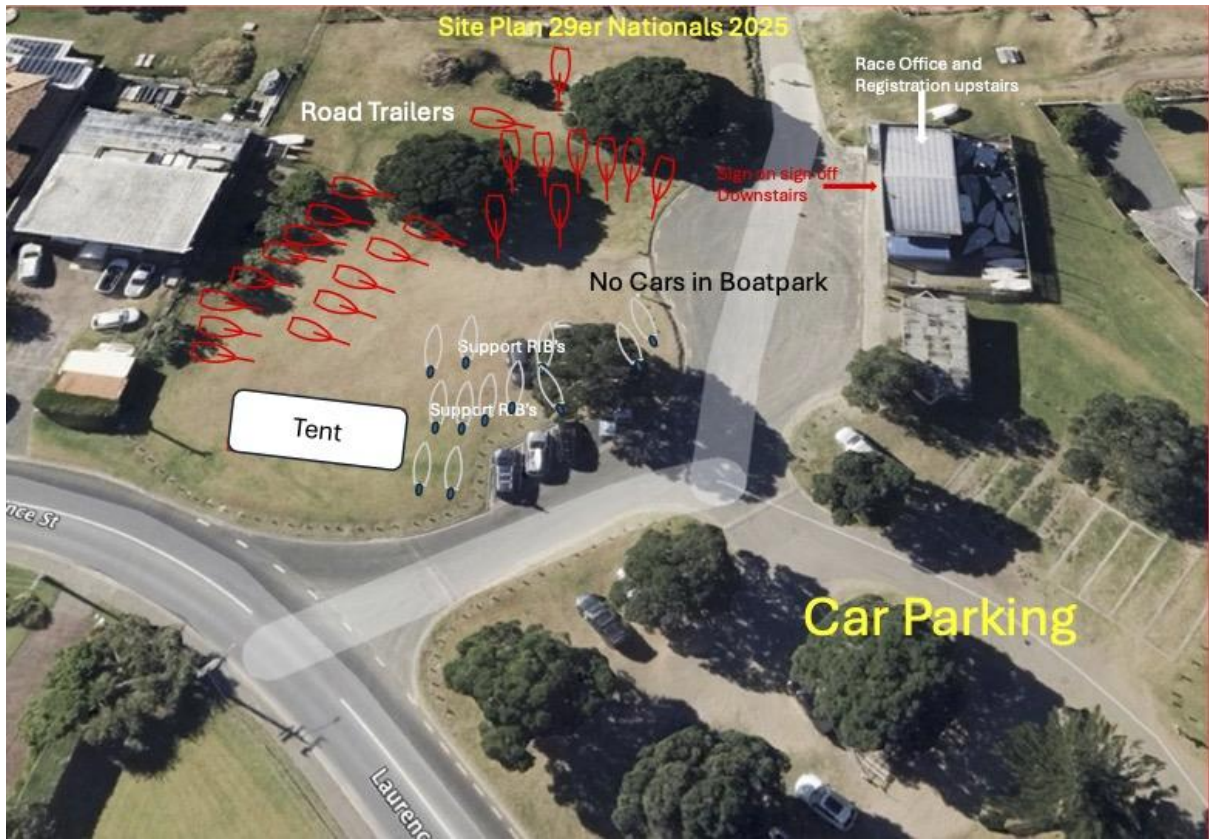 Site Plan 29er Nationals 2025
Race Office and
Registration upstairs
Road Trailers
Sign on sign off
Downstairs
No Cars in Boatpark
Support RIB's
Support RIB's
Tent
nce St
Car Parking
Laurenc